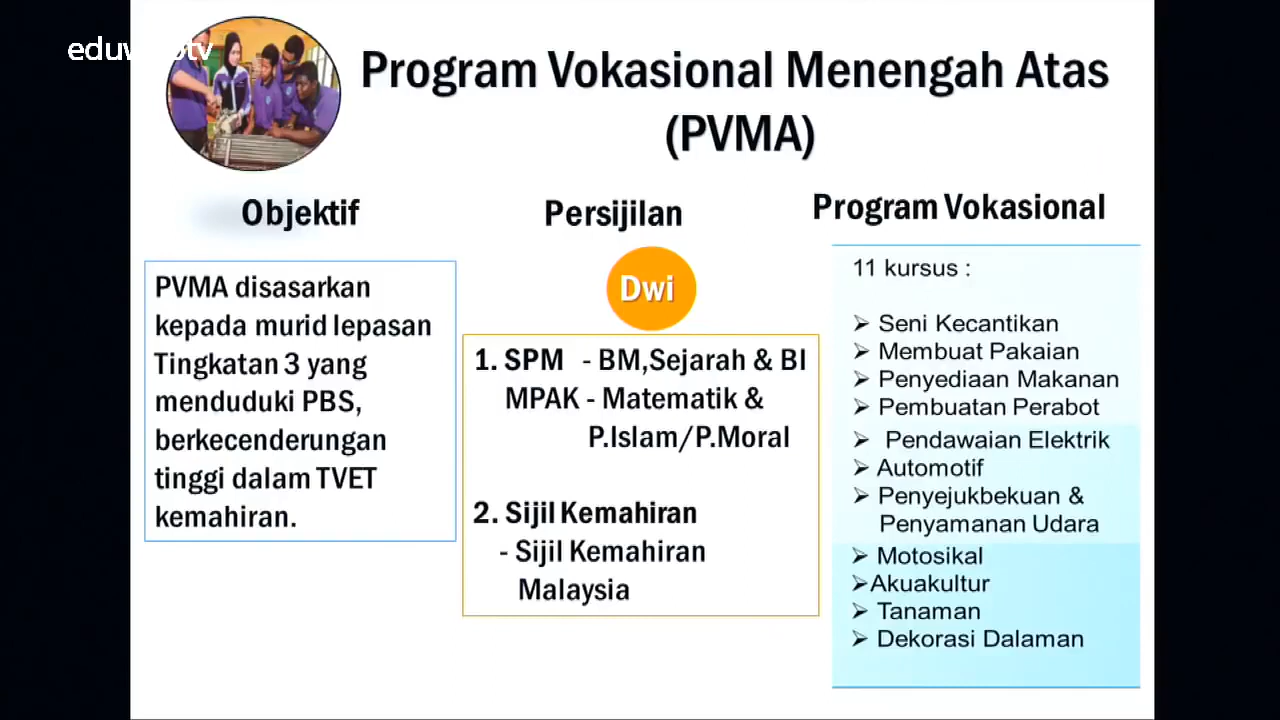 Program Vokasional Menengah Atas
(PVMA)
Objektif
PVMA disasarkan
kepada murid lepasan
Tingkatan 3 yang
menduduki PBS,
berkecenderungan
tinggi dalam TVET
kemahiran.
Persijilan
Dwi
1. SPM - BM,Sejarah & BI
MPAK - Matematik &
P.Islam/P.Moral
2. Sijil Kemahiran
- Sijil Kemahiran
Malaysia
Program Vokasional
11 kursus :
➢ Seni Kecantikan
➢ Membuat Pakaian
➢ Penyediaan Makanan
➢ Pembuatan Perabot
➢ Pendawaian Elektrik
➢ Automotif
➢ Penyejukbekuan &
Penyamanan Udara
➢ Motosikal
➢Akuakultur
➢ Tanaman
➢ Dekorasi Dalaman